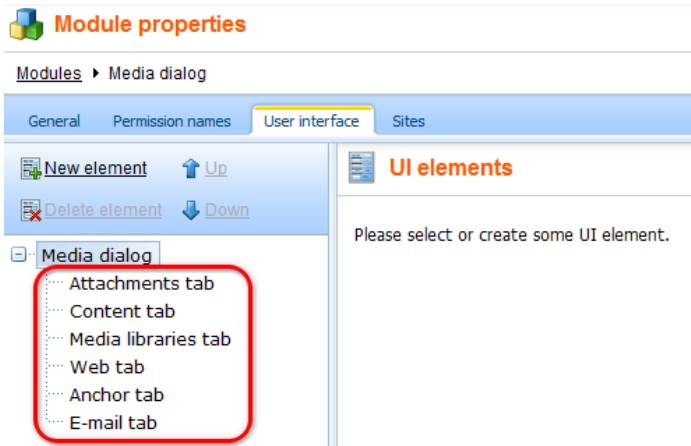 Module properties
Modules ▸ Media dialog
General Permission names User interface Sites
New element Up
Delete element Down
UI elements
Please select or create some UI element.
Media dialog
Attachments tab
Content tab
Media libraries tab
Web tab
Anchor tab
E-mail tab